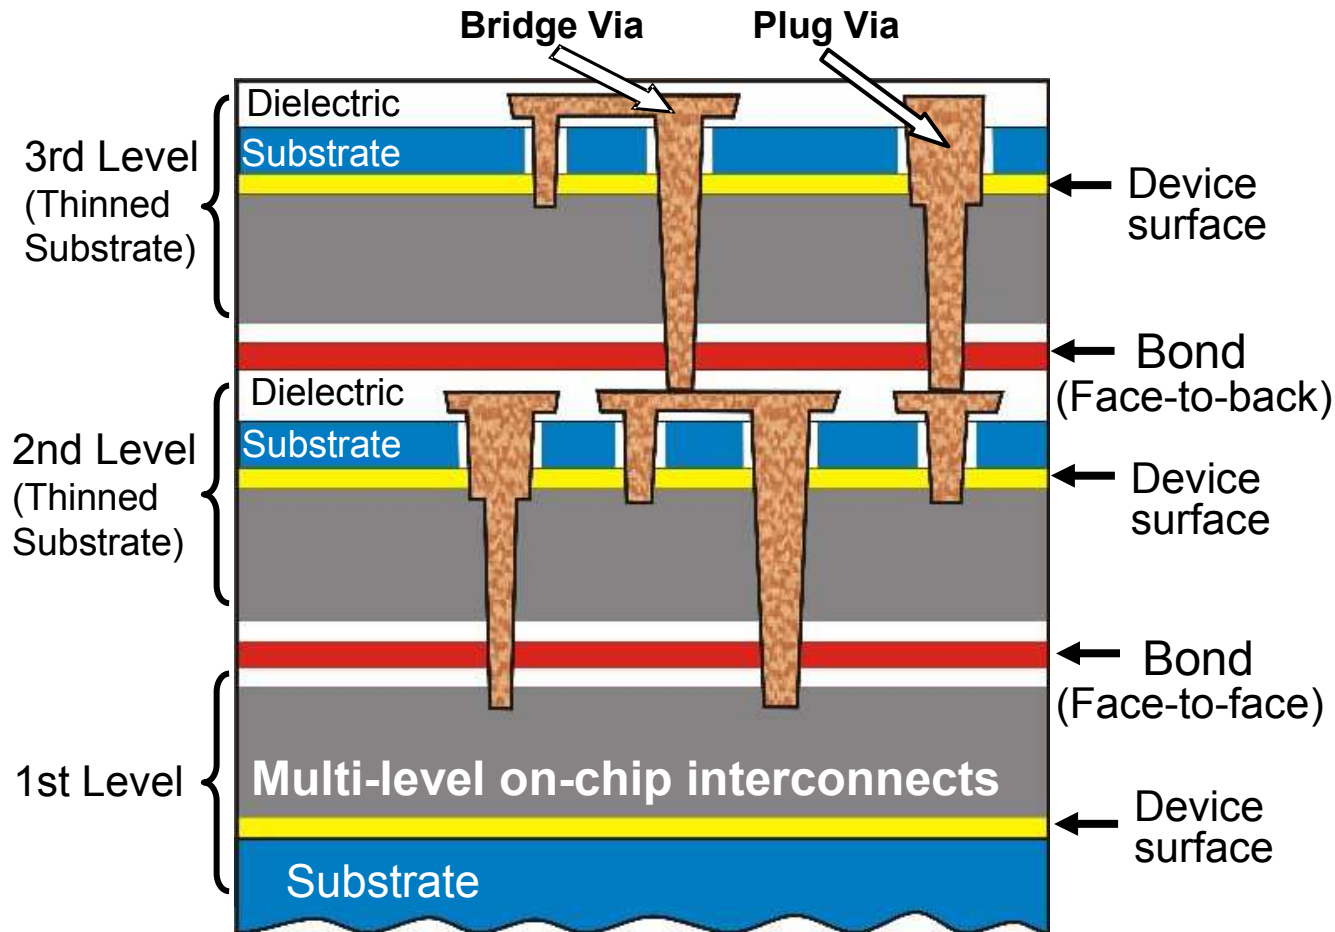 Bridge Via
Plug Via
Dielectric
Substrate
3rd Level
(Thinned
Substrate)
Device
surface
Bond
(Face-to-back)
Dielectric
Substrate
2nd Level
(Thinned
Substrate)
Device
surface
Bond
(Face-to-face)
1st Level
Multi-level on-chip interconnects
Device
surface
Substrate